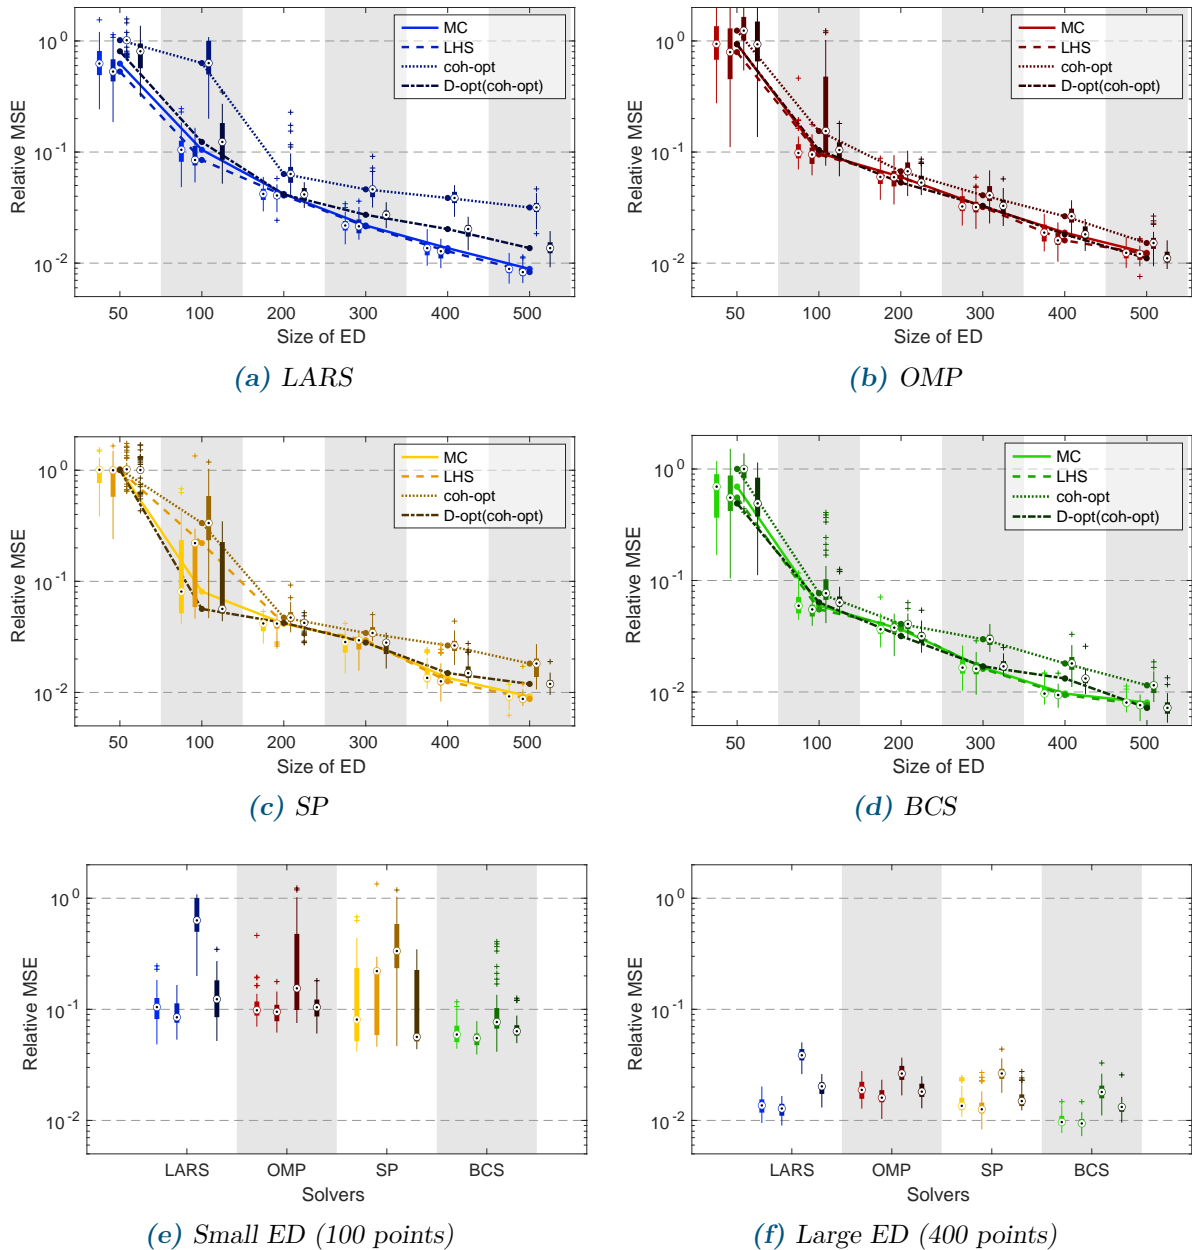 10^0
10^-1
10^-2
Relative MSE
MC
LHS
coh-opt
D-opt(coh-opt)
50 100 200 300 400 500
Size of ED
(a) LARS
10^0
10^-1
10^-2
Relative MSE
MC
LHS
coh-opt
D-opt(coh-opt)
50 100 200 300 400 500
Size of ED
(b) OMP
10^0
10^-1
10^-2
Relative MSE
MC
LHS
coh-opt
D-opt(coh-opt)
50 100 200 300 400 500
Size of ED
(c) SP
10^0
10^-1
10^-2
Relative MSE
MC
LHS
coh-opt
D-opt(coh-opt)
50 100 200 300 400 500
Size of ED
(d) BCS
10^0
10^-1
10^-2
Relative MSE
LARS OMP SP BCS
Solvers
(e) Small ED (100 points)
10^0
10^-1
10^-2
Relative MSE
LARS OMP SP BCS
Solvers
(f) Large ED (400 points)